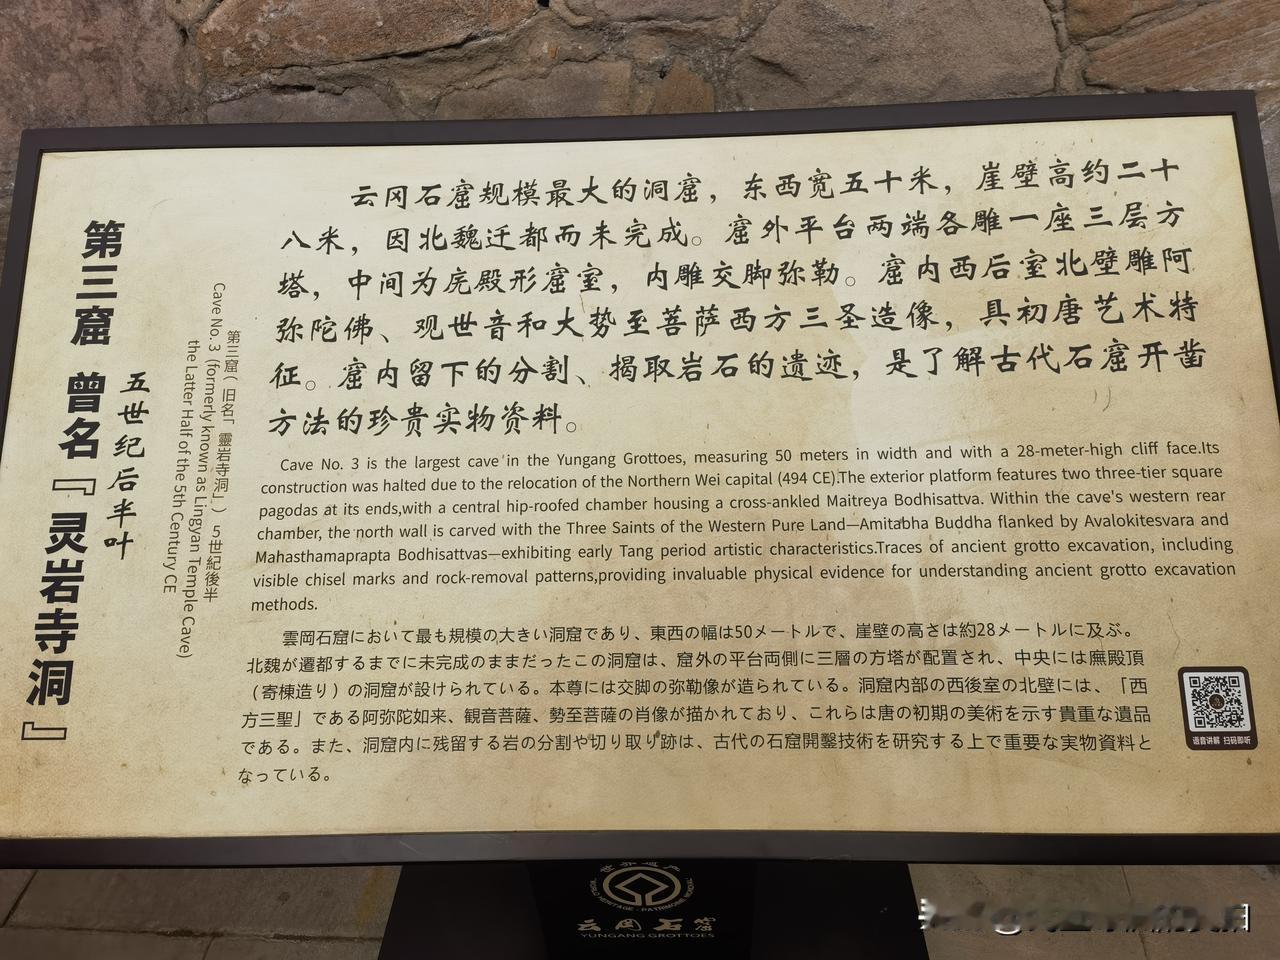 第三窟 曾名『灵岩寺洞』
五世纪后半叶
第三窟(旧名「靈岩寺洞」) 5世紀後半
Cave No. 3 (formerly known as Lingyan Temple Cave)
the Latter Half of the 5th Century CE
云冈石窟规模最大的洞窟，东西宽五十米，崖壁高约二十
八米，因北魏迁都而未完成。窟外平台两端各雕一座三层方
塔，中间为庑殿形窟室，内雕交脚弥勒。窟内西后室北壁雕阿
弥陀佛、观世音和大势至菩萨西方三圣造像，具初唐艺术特
征。窟内留下的分割、揭取岩石的遗迹，是了解古代石窟开凿
方法的珍贵实物资料。
Cave No. 3 is the largest cave in the Yungang Grottoes, measuring 50 meters in width and with a 28-meter-high cliff face.Its
construction was halted due to the relocation of the Northern Wei capital (494 CE).The exterior platform features two three-tier square
pagodas at its ends,with a central hip-roofed chamber housing a cross-ankled Maitreya Bodhisattva. Within the cave's western rear
chamber, the north wall is carved with the Three Saints of the Western Pure Land—Amitabha Buddha flanked by Avalokitesvara and
Mahasthamaprapta Bodhisattvas—exhibiting early Tang period artistic characteristics.Traces of ancient grotto excavation, including
visible chisel marks and rock-removal patterns,providing invaluable physical evidence for understanding ancient grotto excavation
methods.
雲岡石窟において最も規模の大きい洞窟であり、東西の幅は50メートルで、崖壁の高さは約28メートルに及ぶ。
北魏が遷都するまでに未完成のままだったこの洞窟は、窟外の平台両側に三層の方塔が配置され、中央には廡殿頂
（寄棟造り）の洞窟が設けられている。本尊には交脚の弥勒像が造られている。洞窟内部の西後室の北壁には、「西
方三聖」である阿弥陀如来、観音菩薩、勢至菩薩の肖像が描かれており、これらは唐の初期の美術を示す貴重な遺品
である。また、洞窟内に残留する岩の分割や切り取り跡は、古代の石窟開鑿技術を研究する上で重要な実物資料と
なっている。
语音讲解 扫码即听
世界遗产
WORLD HERITAGE · PATRIMOINE MONDIAL
云冈石窟
YUNGANG GROTTOES